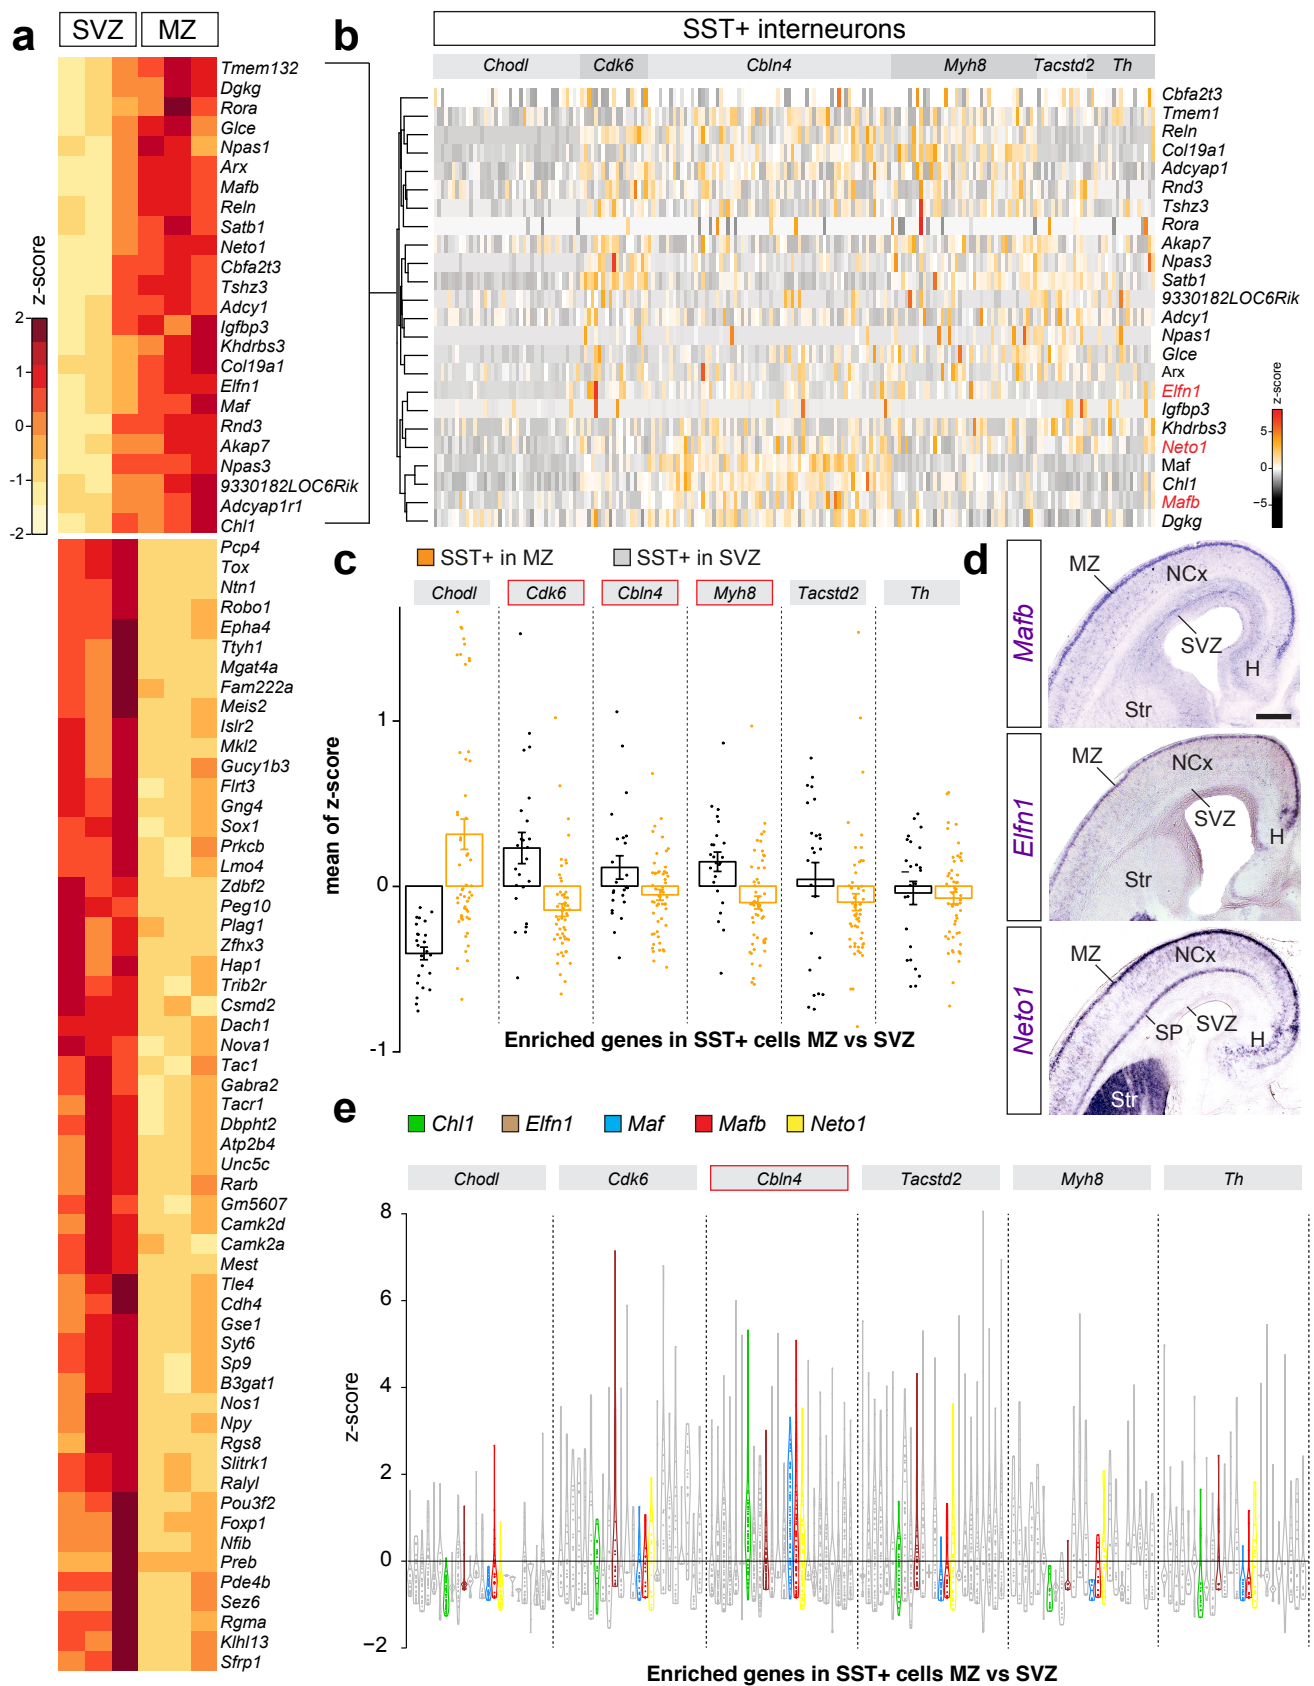 a
SVZ
MZ
Tmem132
Dgkg
Rora
Glce
Npas1
Arx
Mafb
Reln
Satb1
Neto1
Cbfa2t3
Tshz3
Adcy1
Igfbp3
Khdrbs3
Col19a1
Elfn1
Maf
Rnd3
Akap7
Npas3
9330182LOC6Rik
Adcyap1r1
Chl1
z-score
2
1
0
-1
-2
Pcp4
Tox
Ntn1
Robo1
Epha4
Ttyh1
Mgat4a
Fam222a
Meis2
Islr2
Mkl2
Gucy1b3
Flrt3
Gng4
Sox1
Prkcb
Lmo4
Zdbf2
Peg10
Plag1
Zfhx3
Hap1
Trib2r
Csmd2
Dach1
Nova1
Tac1
Gabra2
Tacr1
Dbpht2
Atp2b4
Unc5c
Rarb
Gm5607
Camk2d
Camk2a
Mest
Tle4
Cdh4
Gse1
Syt6
Sp9
B3gat1
Nos1
Npy
Rgs8
Slitrk1
Ralyl
Pou3f2
Foxp1
Nfib
Preb
Pde4b
Sez6
Rgma
Klhl13
Sfrp1
b
SST+ interneurons
Chodl Cdk6 Cbln4 Myh8 Tacstd2 Th
Cbfa2t3
Tmem1
Reln
Col19a1
Adcyap1
Rnd3
Tshz3
Rora
Akap7
Npas3
Satb1
9330182LOC6Rik
Adcy1
Npas1
Glce
Arx
Elfn1
Igfbp3
Khdrbs3
Neto1
Maf
Chl1
Mafb
Dgkg
z-score
5
0
−5
c
SST+ in MZ SST+ in SVZ
Chodl Cdk6 Cbln4 Myh8 Tacstd2 Th
mean of z-score
1
0
-1
Enriched genes in SST+ cells MZ vs SVZ
d
Mafb
MZ
NCx
SVZ
H
Str
Elfn1
MZ
NCx
SVZ
H
Str
Neto1
MZ
NCx
SP
SVZ
H
Str
e
Chl1 Elfn1 Maf Mafb Neto1
Chodl Cdk6 Cbln4 Tacstd2 Myh8 Th
z-score
8
6
4
2
0
−2
Enriched genes in SST+ cells MZ vs SVZ